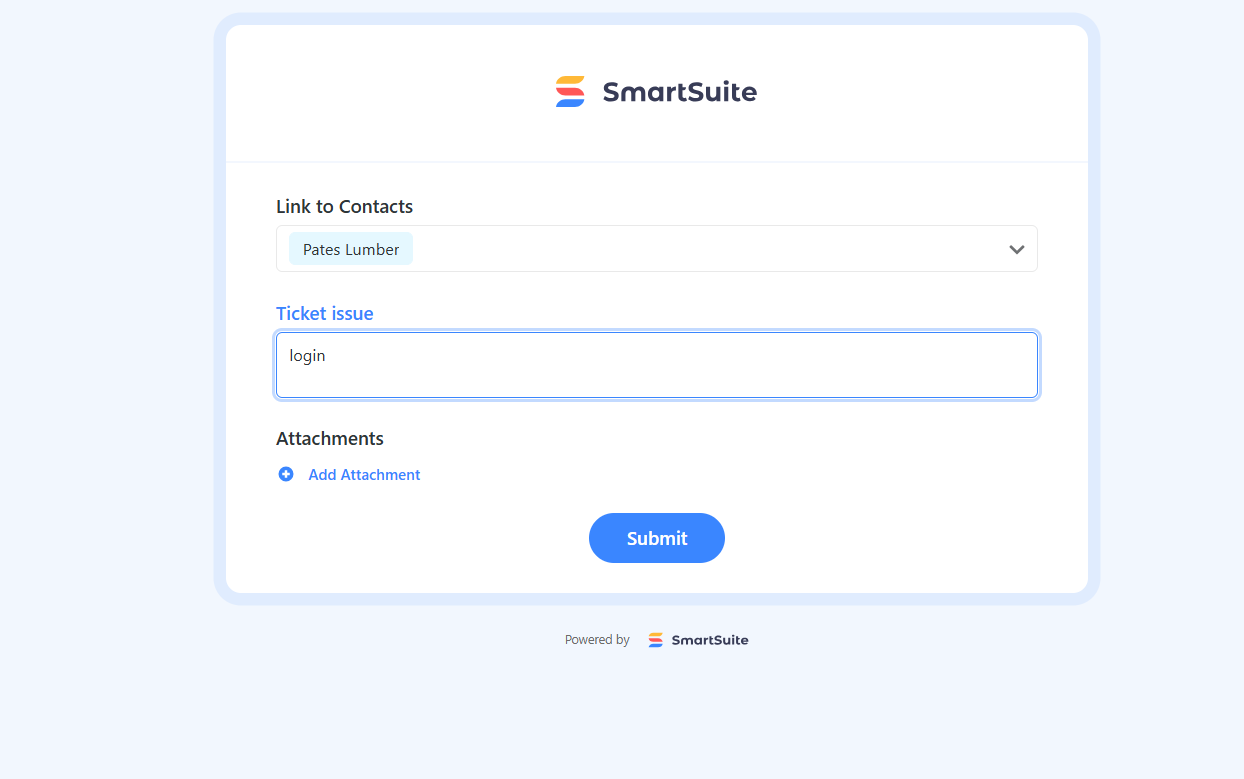 SmartSuite
Link to Contacts
Pates Lumber
Ticket issue
login
Attachments
Add Attachment
Submit
Powered by SmartSuite